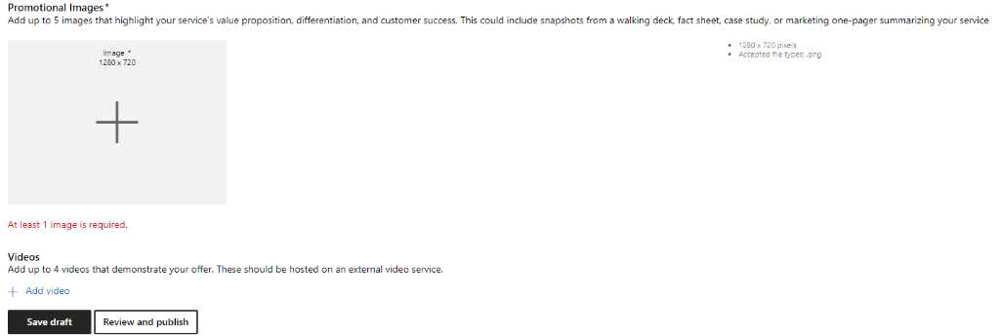 Promotional Images*
Add up to 5 images that highlight your service's value proposition, differentiation, and customer success. This could include snapshots from a walking deck, fact sheet, case study, or marketing one-pager summarizing your service
Image *
1280 x 720
• 1280 x 720 pixels
• Accepted file types: .png
At least 1 image is required.
Videos
Add up to 4 videos that demonstrate your offer. These should be hosted on an external video service.
+ Add video
Save draft
Review and publish